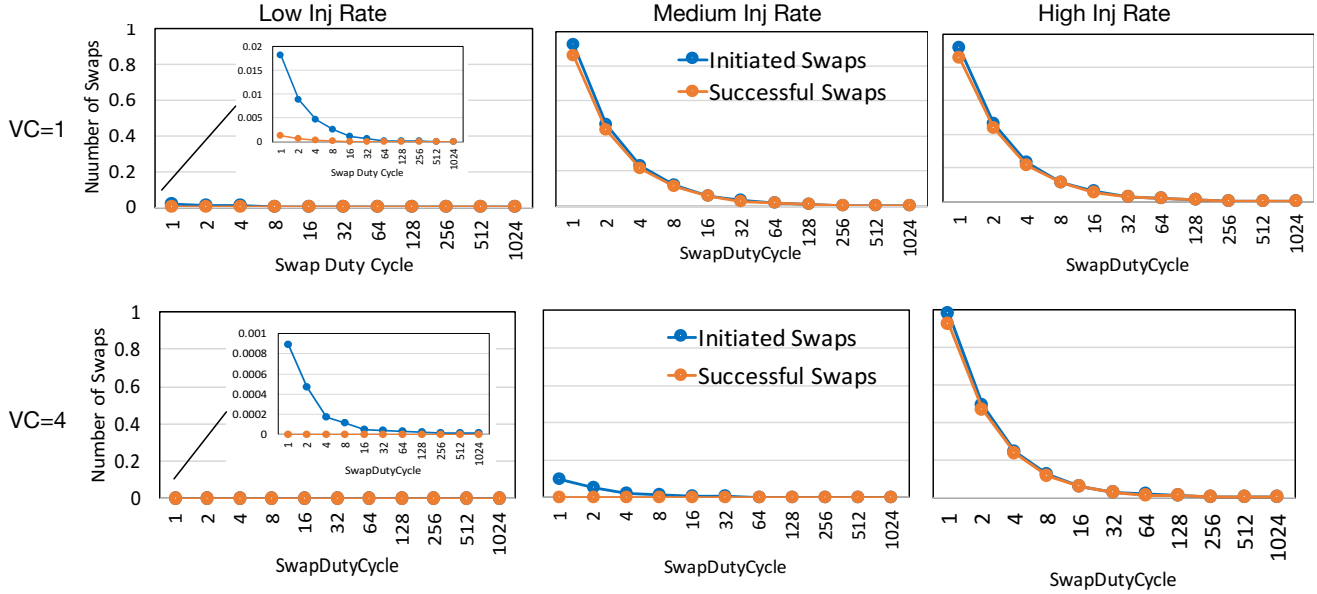 Low Inj Rate
Medium Inj Rate
High Inj Rate
VC=1
Nuumber of Swaps
1
0.8
0.6
0.4
0.2
0
0.02
0.015
0.01
0.005
0
1 2 4 8 16 32 64 128 256 512 1024
Swap Duty Cycle
1 2 4 8 16 32 64 128 256 512 1024
Swap Duty Cycle
Initiated Swaps
Successful Swaps
1 2 4 8 16 32 64 128 256 512 1024
SwapDutyCycle
1 2 4 8 16 32 64 128 256 512 1024
SwapDutyCycle
VC=4
Number of Swaps
1
0.8
0.6
0.4
0.2
0
0.001
0.0008
0.0006
0.0004
0.0002
0
1 2 4 8 16 32 64 128 256 512 1024
SwapDutyCycle
1 2 4 8 16 32 64 128 256 512 1024
SwapDutyCycle
Initiated Swaps
Successful Swaps
1 2 4 8 16 32 64 128 256 512 1024
SwapDutyCycle
1 2 4 8 16 32 64 128 256 512 1024
SwapDutyCycle